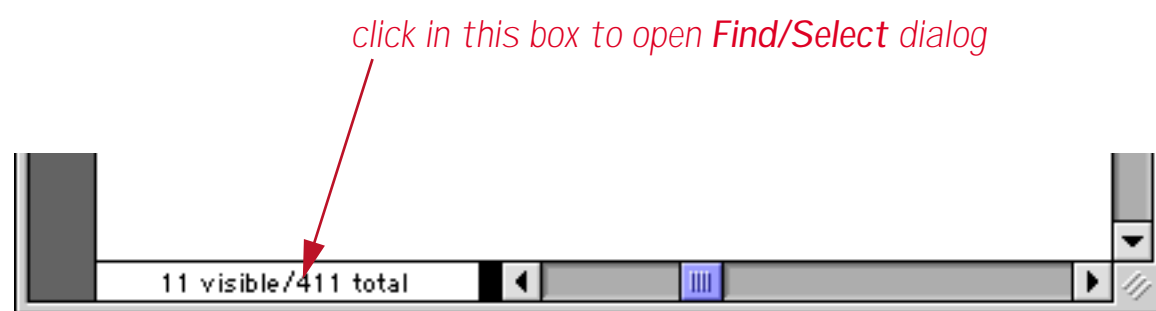 click in this box to open Find/Select dialog
11 visible/411 total